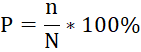 P = n/N * 100%